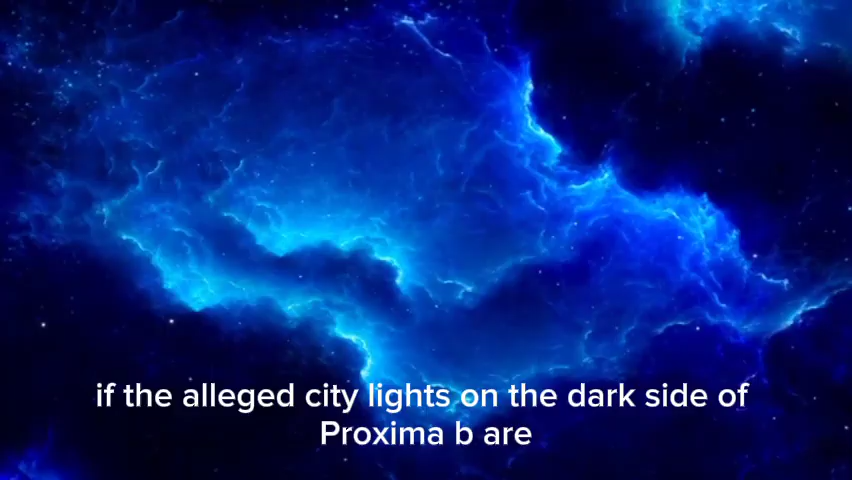 if the alleged city lights on the dark side of
Proxima b are